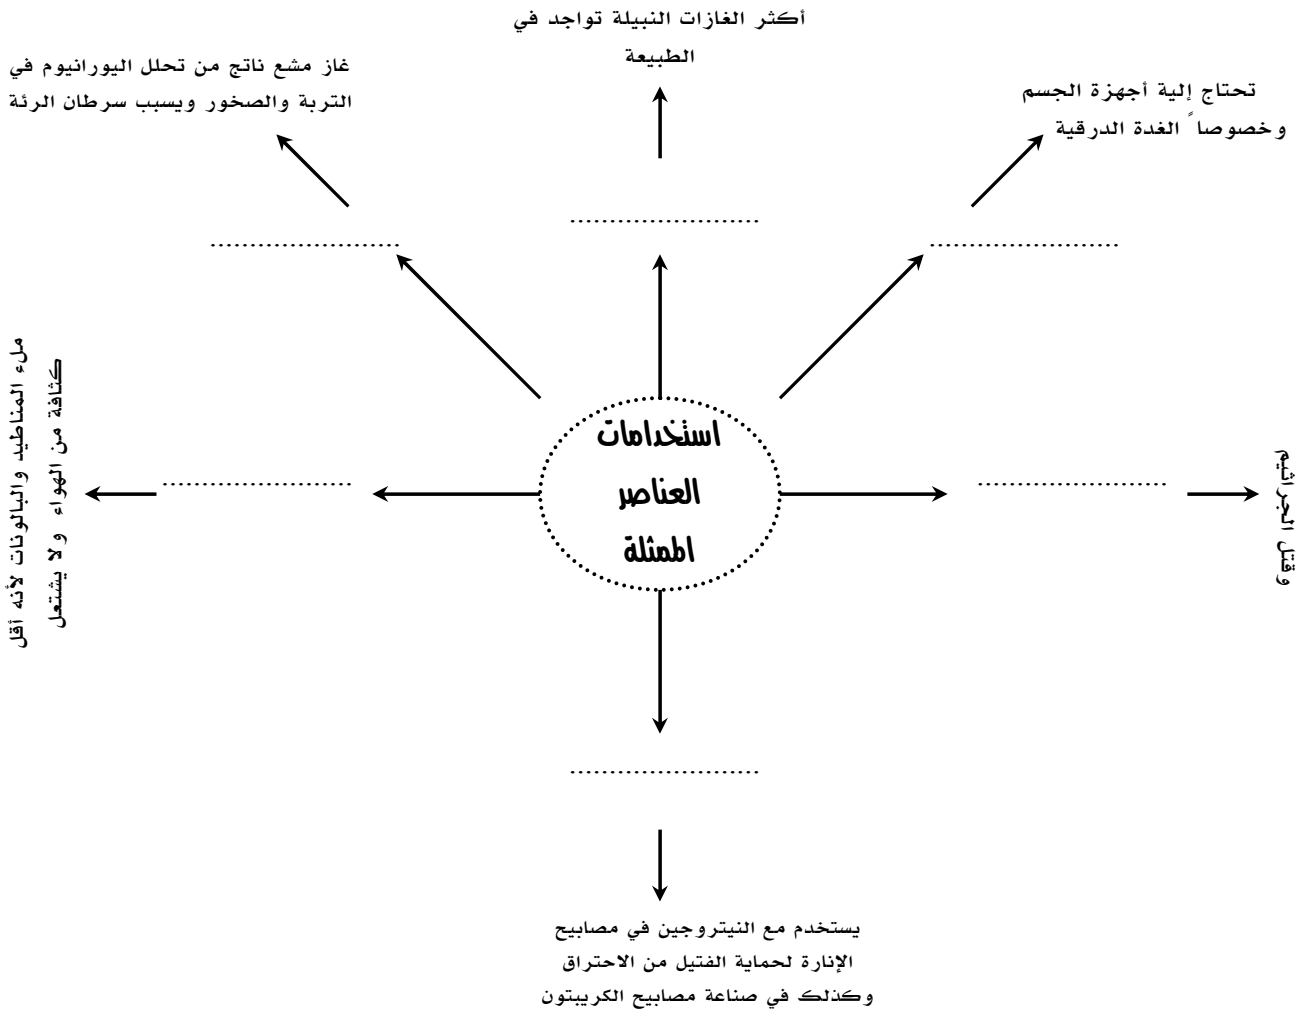 أكثر الغازات النبيلة تواجد في
الطبيعة
تحتاج إلية أجهزة الجسم
وخصوصاً الغدة الدرقية
غاز مشع ناتج من تحلل اليورانيوم في
التربة والصخور ويسبب سرطان الرئة
......................
......................
......................
استخدامات
العناصر
الممثلة
......................
وقتل الجراثيم
......................
ملء المناطيد والبالونات لأنه أقل
كثافة من الهواء ولا يشتعل
......................
يستخدم مع النيتروجين في مصابيح
الإنارة لحماية الفتيل من الاحتراق
وكذلك في صناعة مصابيح الكريبتون